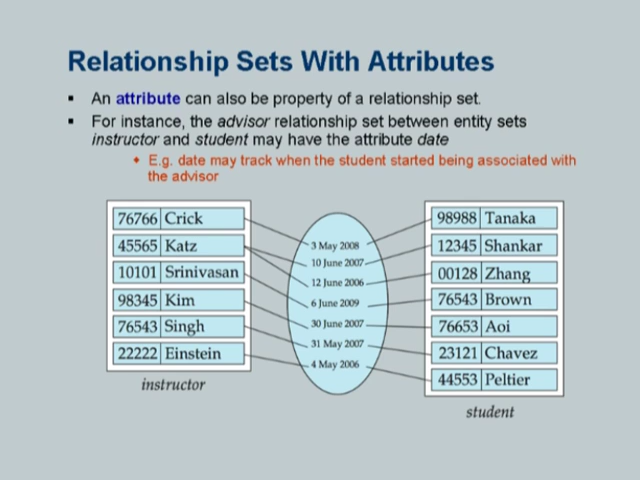 Relationship Sets With Attributes
An attribute can also be property of a relationship set.
For instance, the advisor relationship set between entity sets
instructor and student may have the attribute date
E.g. date may track when the student started being associated with
the advisor
76766 Crick
45565 Katz
10101 Srinivasan
98345 Kim
76543 Singh
22222 Einstein
instructor
3 May 2008
10 June 2007
12 June 2006
6 June 2009
30 June 2007
31 May 2007
4 May 2006
98988 Tanaka
12345 Shankar
00128 Zhang
76543 Brown
76653 Aoi
23121 Chavez
44553 Peltier
student